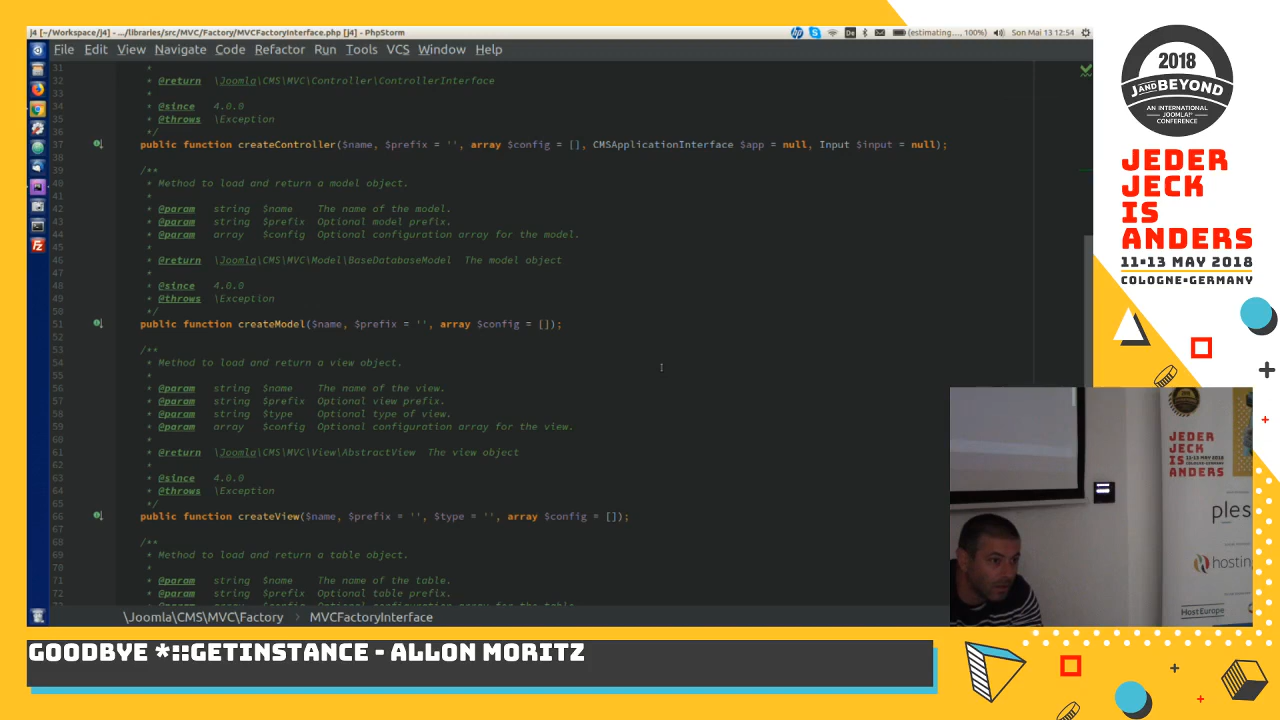 j4 [~/Workspace/j4] - .../libraries/src/MVC/Factory/MVCFactoryInterface.php [j4] - PhpStorm
De (estimating..., 100%) Son Mai 13 12:54
File Edit View Navigate Code Refactor Run Tools VCS Window Help
31 *
32 * @return \Joomla\CMS\MVC\Controller\ControllerInterface
33 *
34 * @since 4.0.0
35 * @throws \Exception
36 */
37 public function createController($name, $prefix = '', array $config = [], CMSApplicationInterface $app = null, Input $input = null);
38
39 /**
40 * Method to load and return a model object.
41 *
42 * @param string $name The name of the model.
43 * @param string $prefix Optional model prefix.
44 * @param array $config Optional configuration array for the model.
45 *
46 * @return \Joomla\CMS\MVC\Model\BaseDatabaseModel The model object
47 *
48 * @since 4.0.0
49 * @throws \Exception
50 */
51 public function createModel($name, $prefix = '', array $config = []);
52
53 /**
54 * Method to load and return a view object.
55 *
56 * @param string $name The name of the view.
57 * @param string $prefix Optional view prefix.
58 * @param string $type Optional type of view.
59 * @param array $config Optional configuration array for the view.
60 *
61 * @return \Joomla\CMS\MVC\View\AbstractView The view object
62 *
63 * @since 4.0.0
64 * @throws \Exception
65 */
66 public function createView($name, $prefix = '', $type = '', array $config = []);
67
68 /**
69 * Method to load and return a table object.
70 *
71 * @param string $name The name of the table.
72 * @param string $prefix Optional table prefix.
\Joomla\CMS\MVC\Factory › MVCFactoryInterface
GOODBYE *::GETINSTANCE - ALLON MORITZ
2018
JANDBEYOND
AN INTERNATIONAL
JOOMLA!®
CONFERENCE
JEDER
JECK
IS
ANDERS
11-13 MAY 2018
COLOGNE-GERMANY
JEDER
JECK
IS
ANDERS
ples
hosting
HostEurope